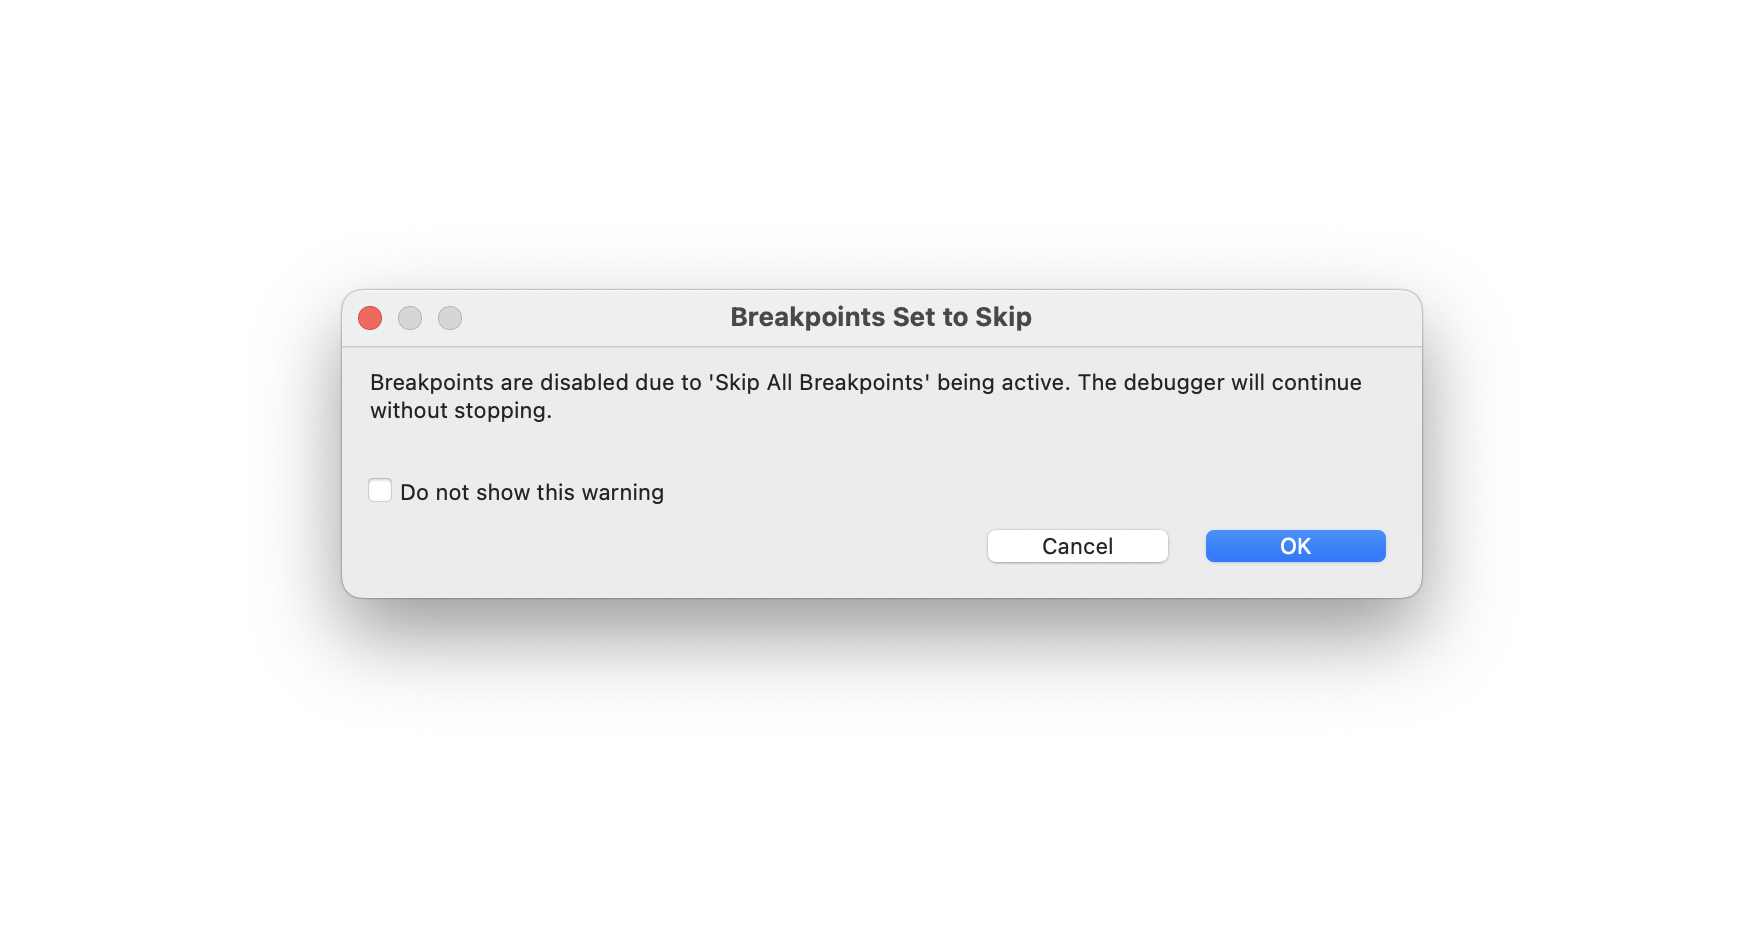 Breakpoints Set to Skip
Breakpoints are disabled due to 'Skip All Breakpoints' being active. The debugger will continue
without stopping.
Do not show this warning
Cancel
OK